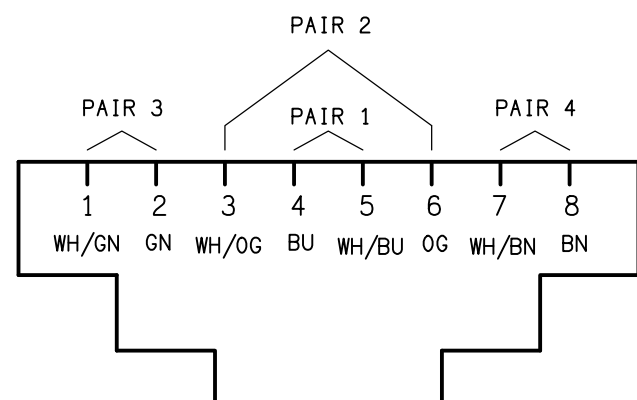 PAIR 2
PAIR 3 PAIR 1 PAIR 4
1 2 3 4 5 6 7 8
WH/GN GN WH/OG BU WH/BU OG WH/BN BN